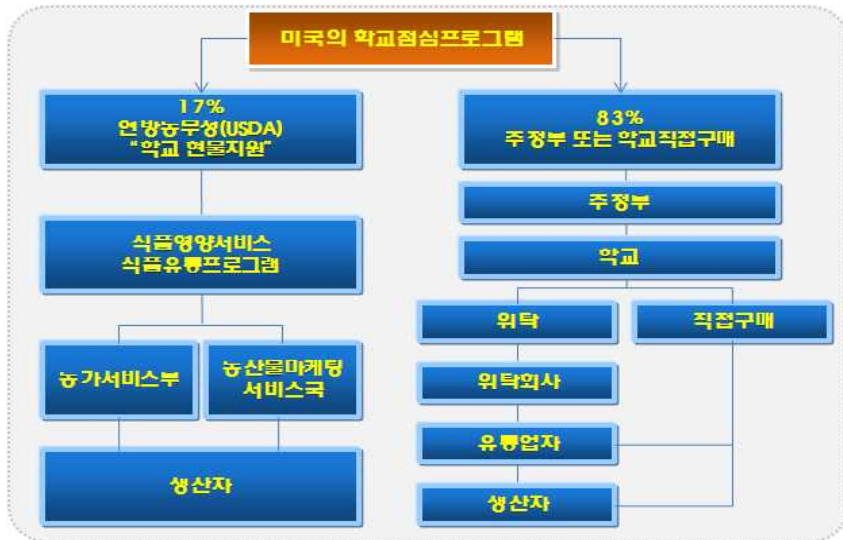 미국의 학교점심프로그램
17%
연방농무성(USDA)
"학교 현물지원"
식품영양서비스
식품유통프로그램
농가서비스부
농산물마케팅
서비스국
생산자
83%
주정부 또는 학교직접구매
주정부
학교
위탁
직접구매
위탁회사
유통업자
생산자